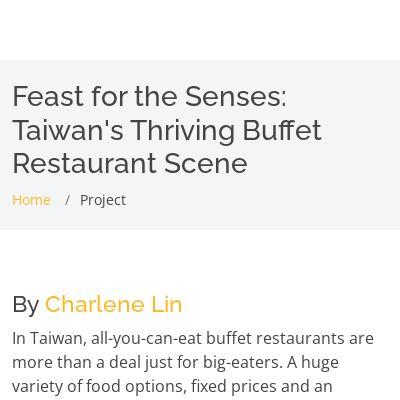 Feast for the Senses:
Taiwan's Thriving Buffet
Restaurant Scene
Home / Project
By Charlene Lin
In Taiwan, all-you-can-eat buffet restaurants are
more than a deal just for big-eaters. A huge
variety of food options, fixed prices and an